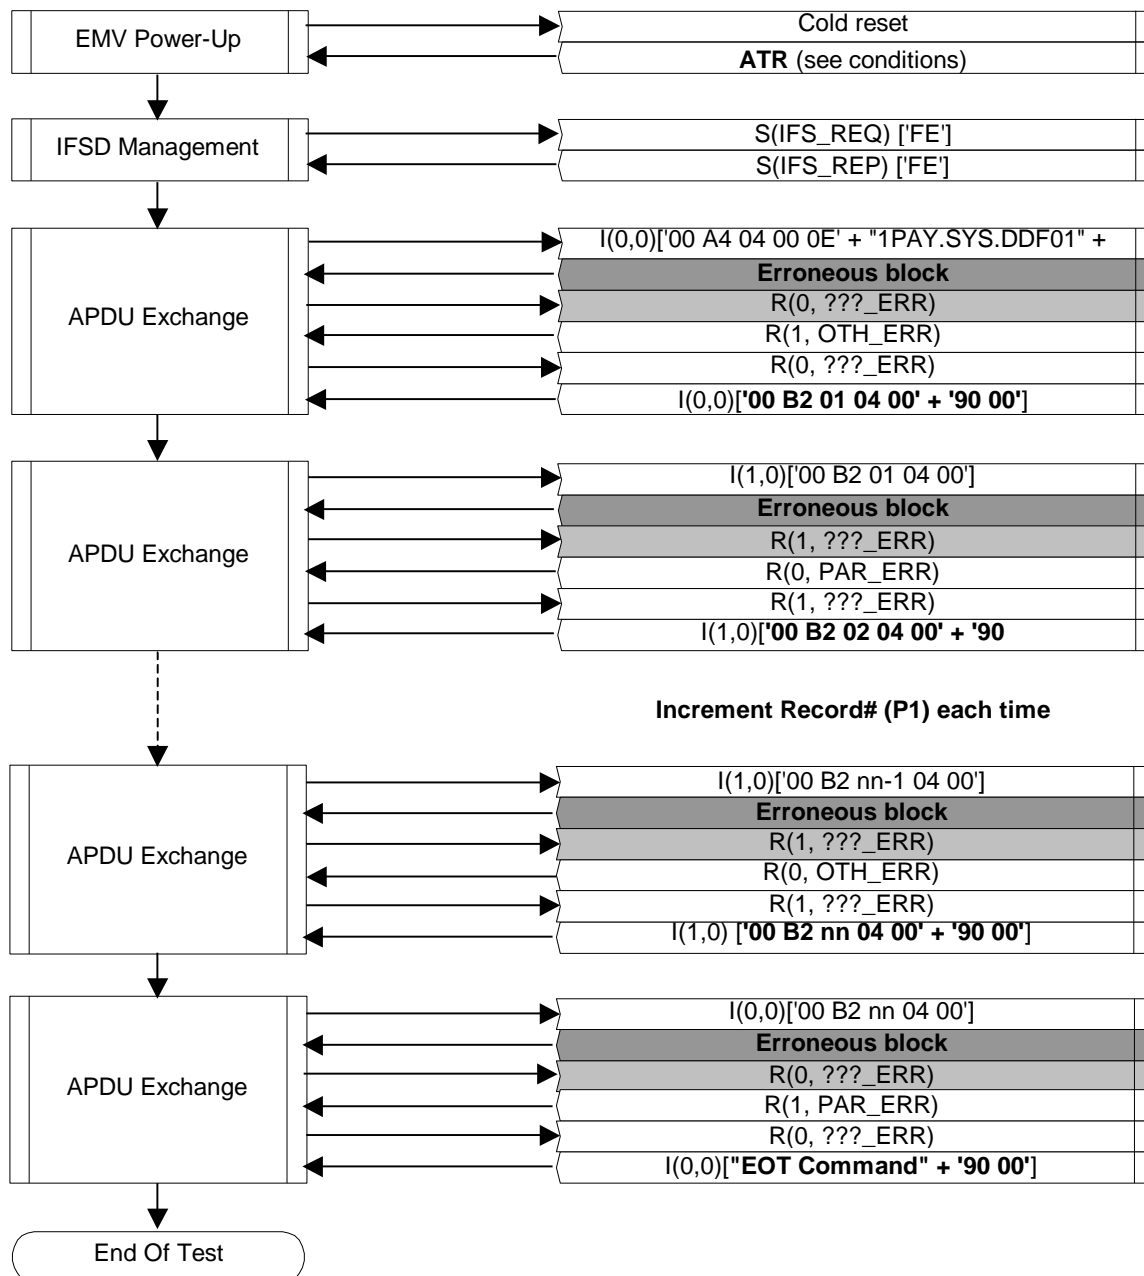 EMV Power-Up
Cold reset
ATR (see conditions)
IFSD Management
S(IFS_REQ) ['FE']
S(IFS_REP) ['FE']
APDU Exchange
I(0,0)['00 A4 04 00 0E' + "1PAY.SYS.DDF01" +
Erroneous block
R(0, ???_ERR)
R(1, OTH_ERR)
R(0, ???_ERR)
I(0,0)['00 B2 01 04 00' + '90 00']
APDU Exchange
I(1,0)['00 B2 01 04 00']
Erroneous block
R(1, ???_ERR)
R(0, PAR_ERR)
R(1, ???_ERR)
I(1,0)['00 B2 02 04 00' + '90
Increment Record# (P1) each time
APDU Exchange
I(1,0)['00 B2 nn-1 04 00']
Erroneous block
R(1, ???_ERR)
R(0, OTH_ERR)
R(1, ???_ERR)
I(1,0) ['00 B2 nn 04 00' + '90 00']
APDU Exchange
I(0,0)['00 B2 nn 04 00']
Erroneous block
R(0, ???_ERR)
R(1, PAR_ERR)
R(0, ???_ERR)
I(0,0)["EOT Command" + '90 00']
End Of Test